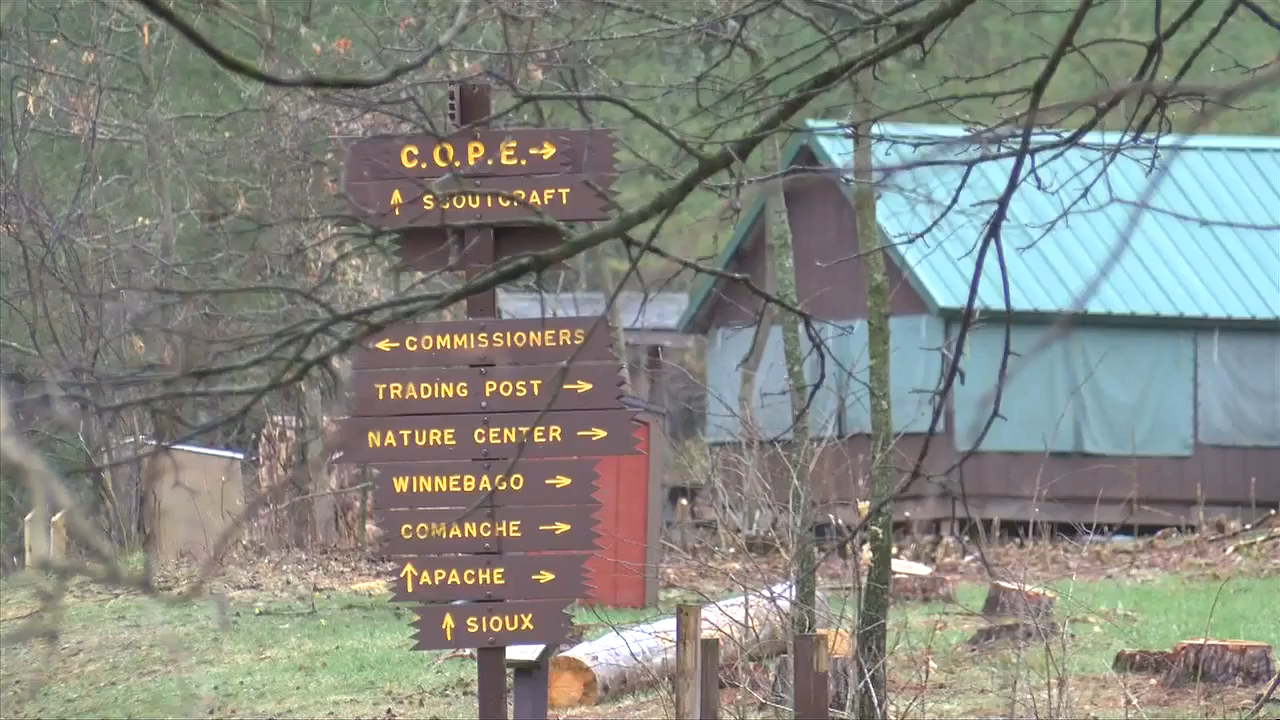 C.O.P.E.→
↑ SCOUTCRAFT
← COMMISSIONERS
TRADING POST →
NATURE CENTER →
WINNEBAGO →
COMANCHE →
↑ APACHE →
↑ SIOUX